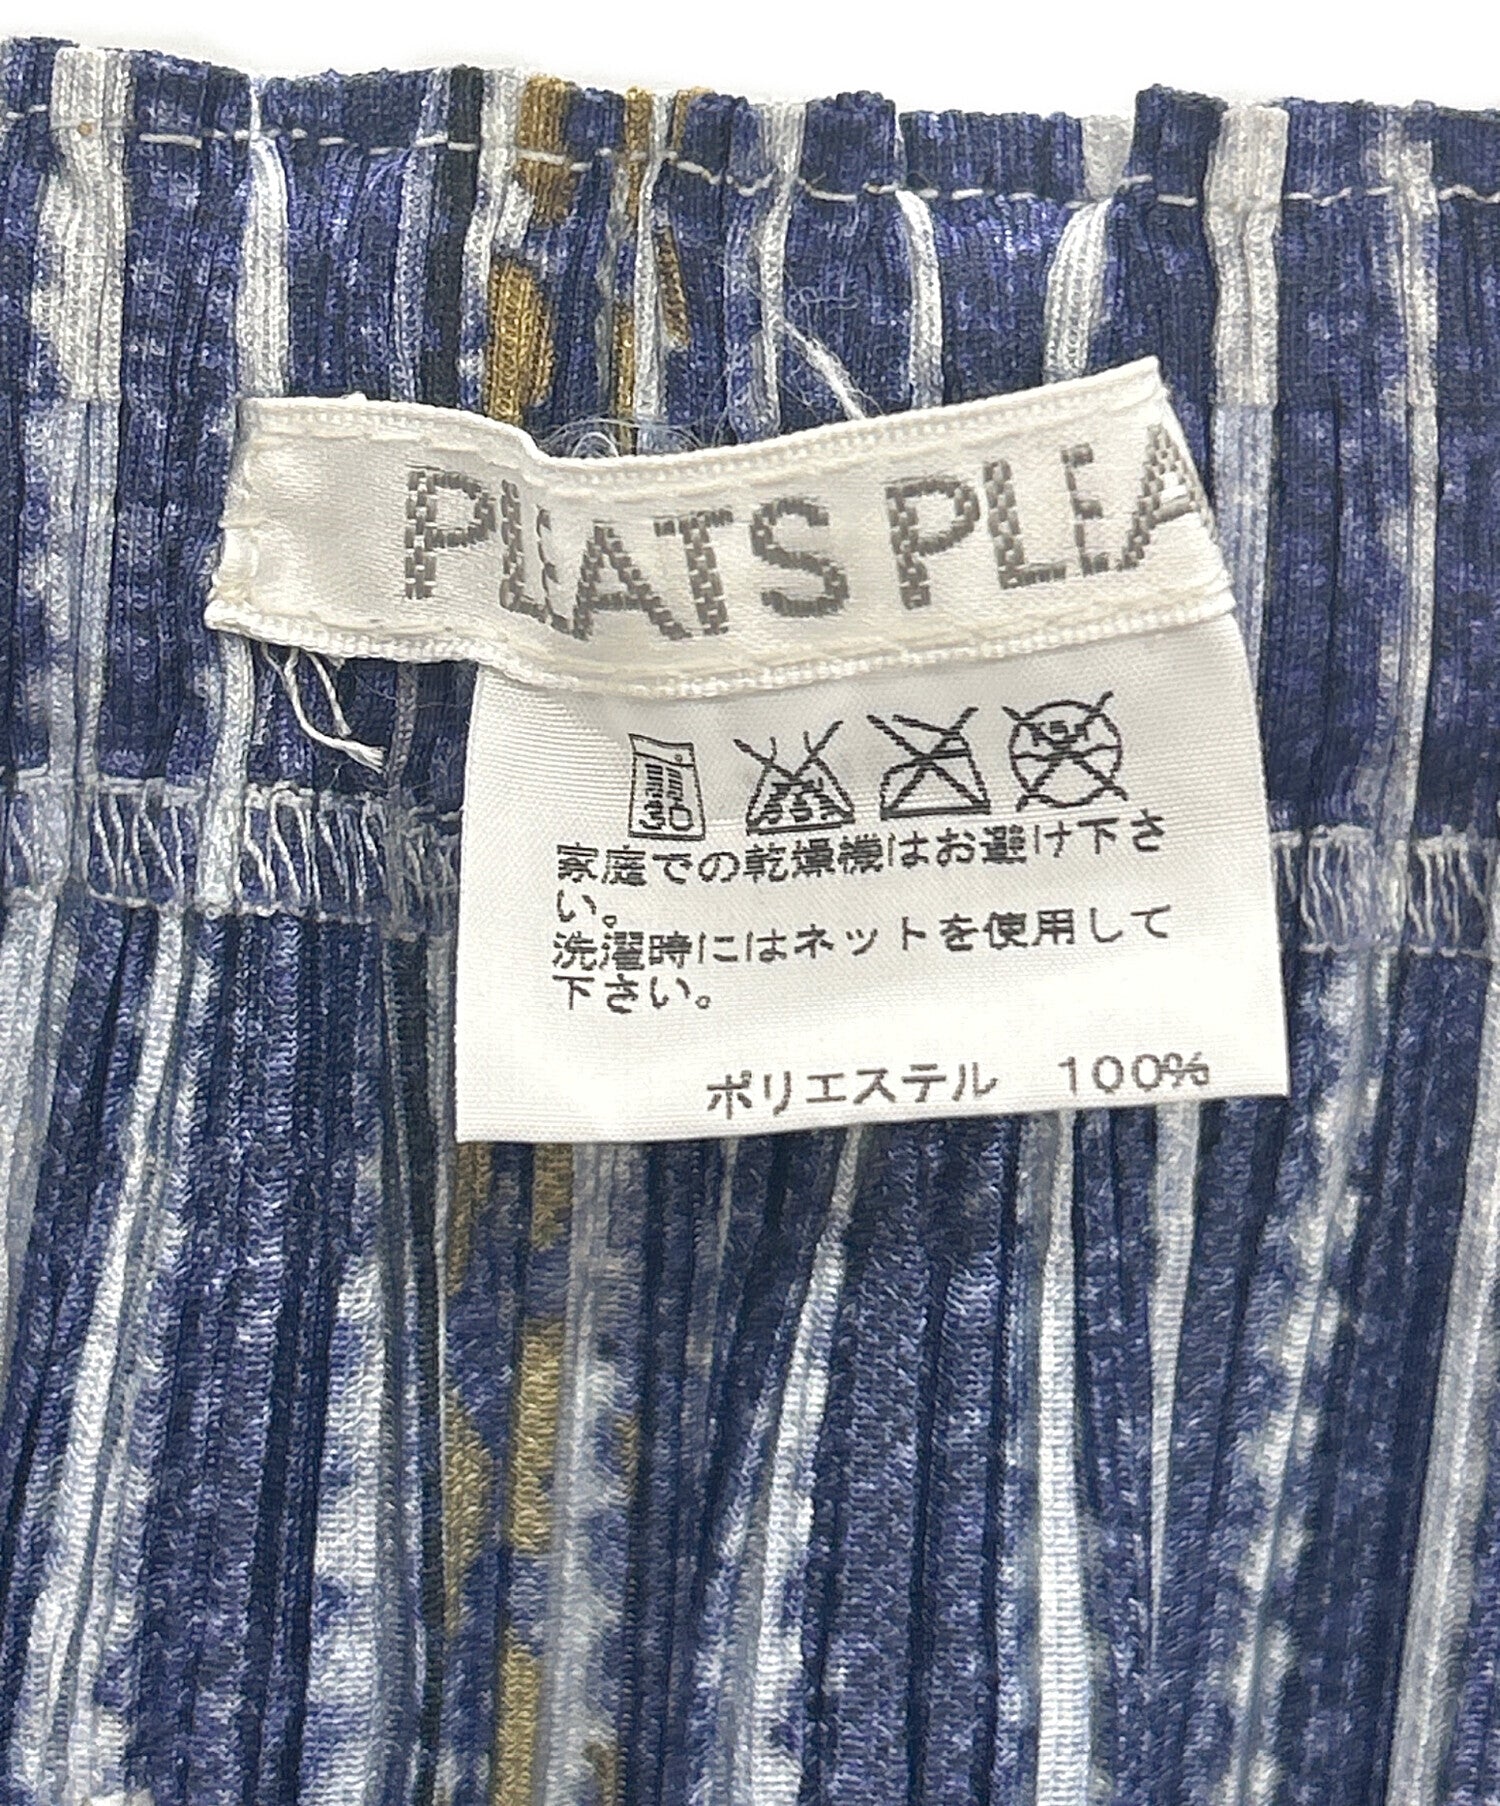 PLEATS PLEA
家庭での乾燥機はお避け下さ
い。
洗濯時にはネットを使用して
下さい。
ポリエステル 100%